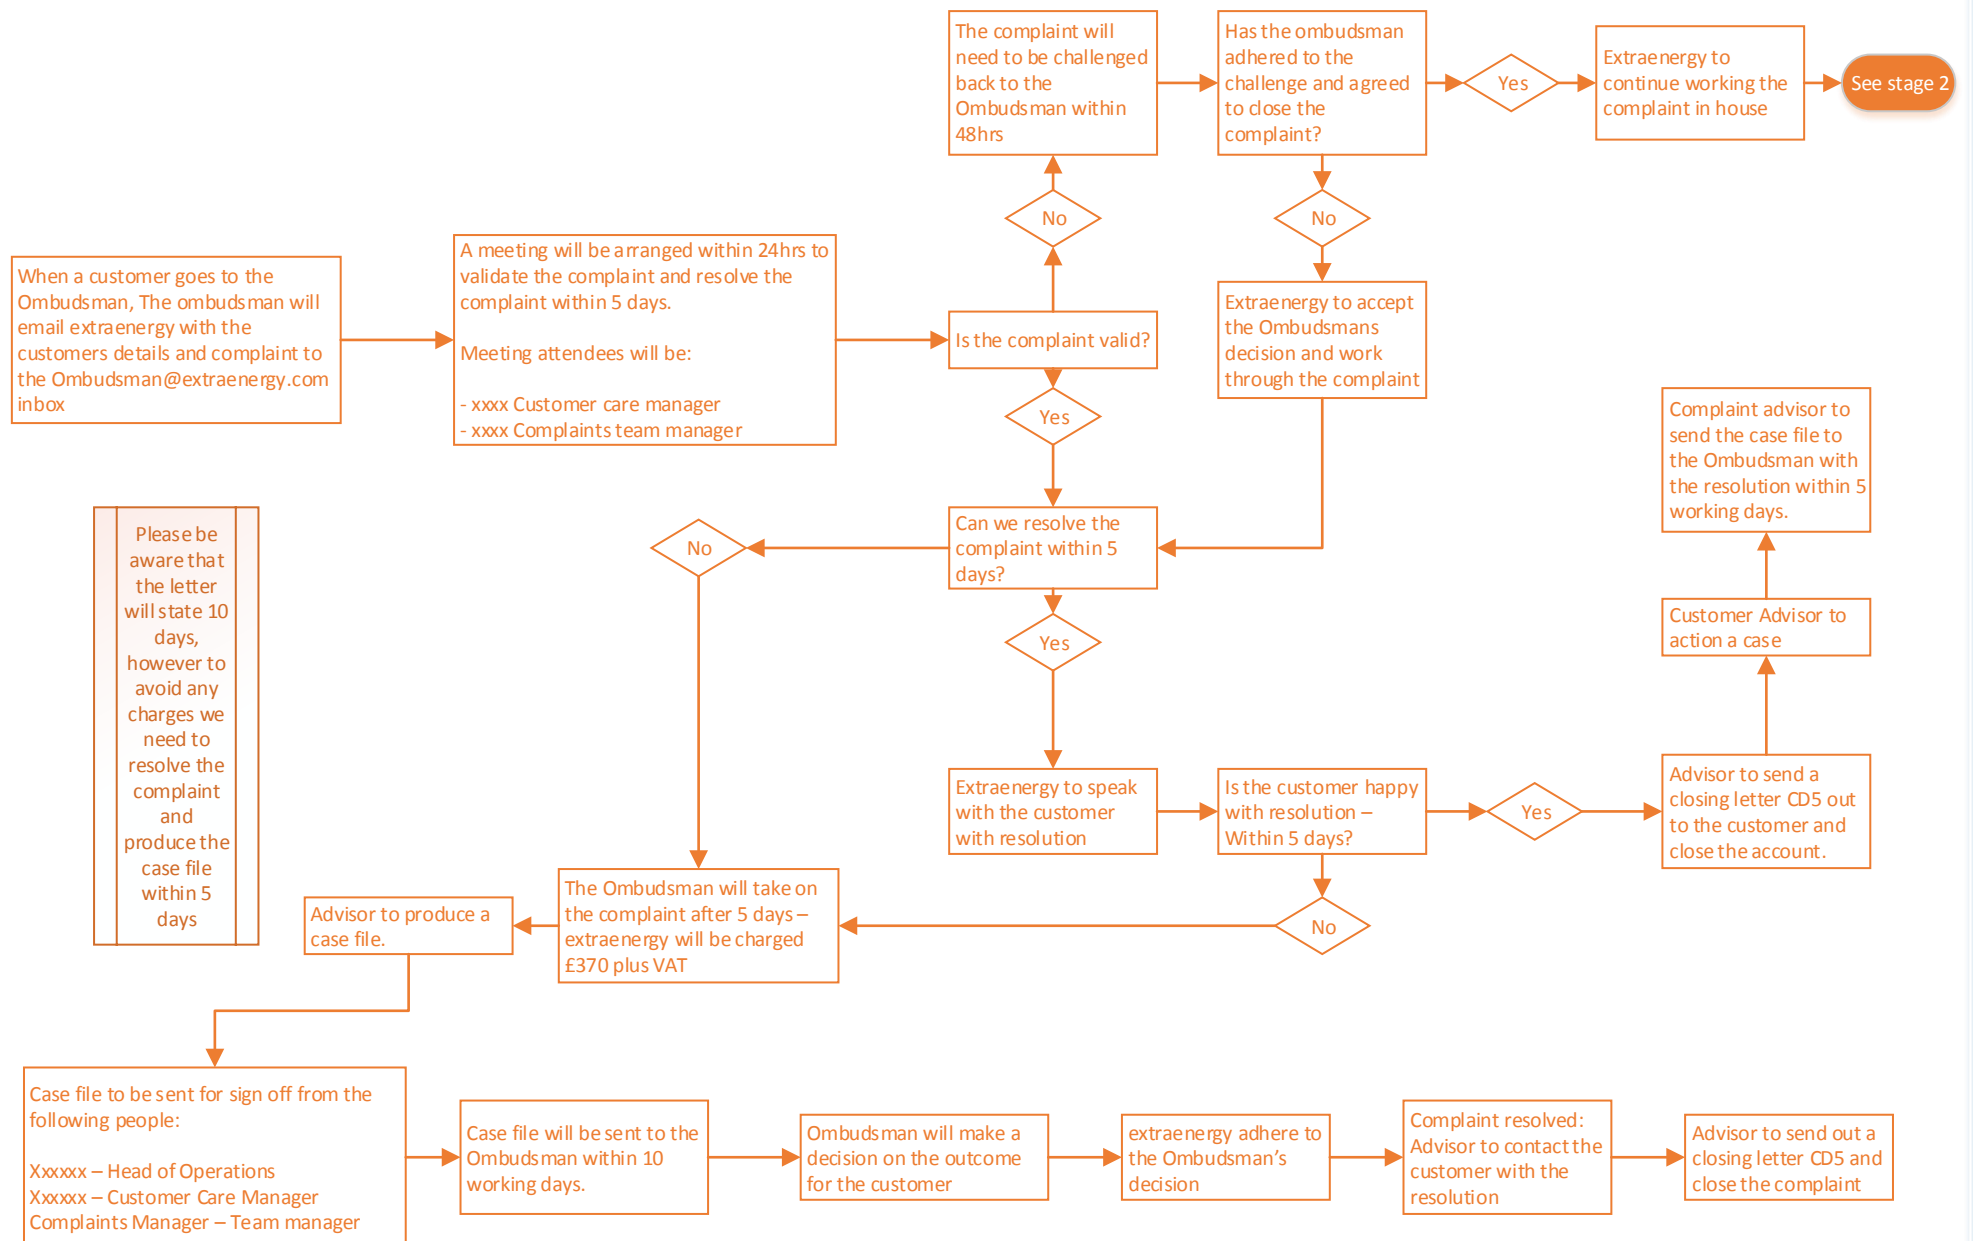 The complaint will
need to be challenged
back to the
Ombudsman within
48hrs
Has the ombudsman
adhered to the
challenge and agreed
to close the
complaint?
Yes
Extraenergy to
continue working the
complaint in house
See stage 2
No
No
When a customer goes to the
Ombudsman, The ombudsman will
email extraenergy with the
customers details and complaint to
the Ombudsman@extraenergy.com
inbox
A meeting will be arranged within 24hrs to
validate the complaint and resolve the
complaint within 5 days.
Meeting attendees will be:
- xxxx Customer care manager
- xxxx Complaints team manager
Is the complaint valid?
Extraenergy to accept
the Ombudsmans
decision and work
through the complaint
Yes
Complaint advisor to
send the case file to
the Ombudsman with
the resolution within 5
working days.
Please be
aware that
the letter
will state 10
days,
however to
avoid any
charges we
need to
resolve the
complaint
and
produce the
case file
within 5
days
No
Can we resolve the
complaint within 5
days?
Customer Advisor to
action a case
Yes
Extraenergy to speak
with the customer
with resolution
Is the customer happy
with resolution –
Within 5 days?
Yes
Advisor to send a
closing letter CD5 out
to the customer and
close the account.
Advisor to produce a
case file.
The Ombudsman will take on
the complaint after 5 days –
extraenergy will be charged
£370 plus VAT
No
Case file to be sent for sign off from the
following people:
Xxxxxx – Head of Operations
Xxxxxx – Customer Care Manager
Complaints Manager – Team manager
Case file will be sent to the
Ombudsman within 10
working days.
Ombudsman will make a
decision on the outcome
for the customer
extraenergy adhere to
the Ombudsman's
decision
Complaint resolved:
Advisor to contact the
customer with the
resolution
Advisor to send out a
closing letter CD5 and
close the complaint